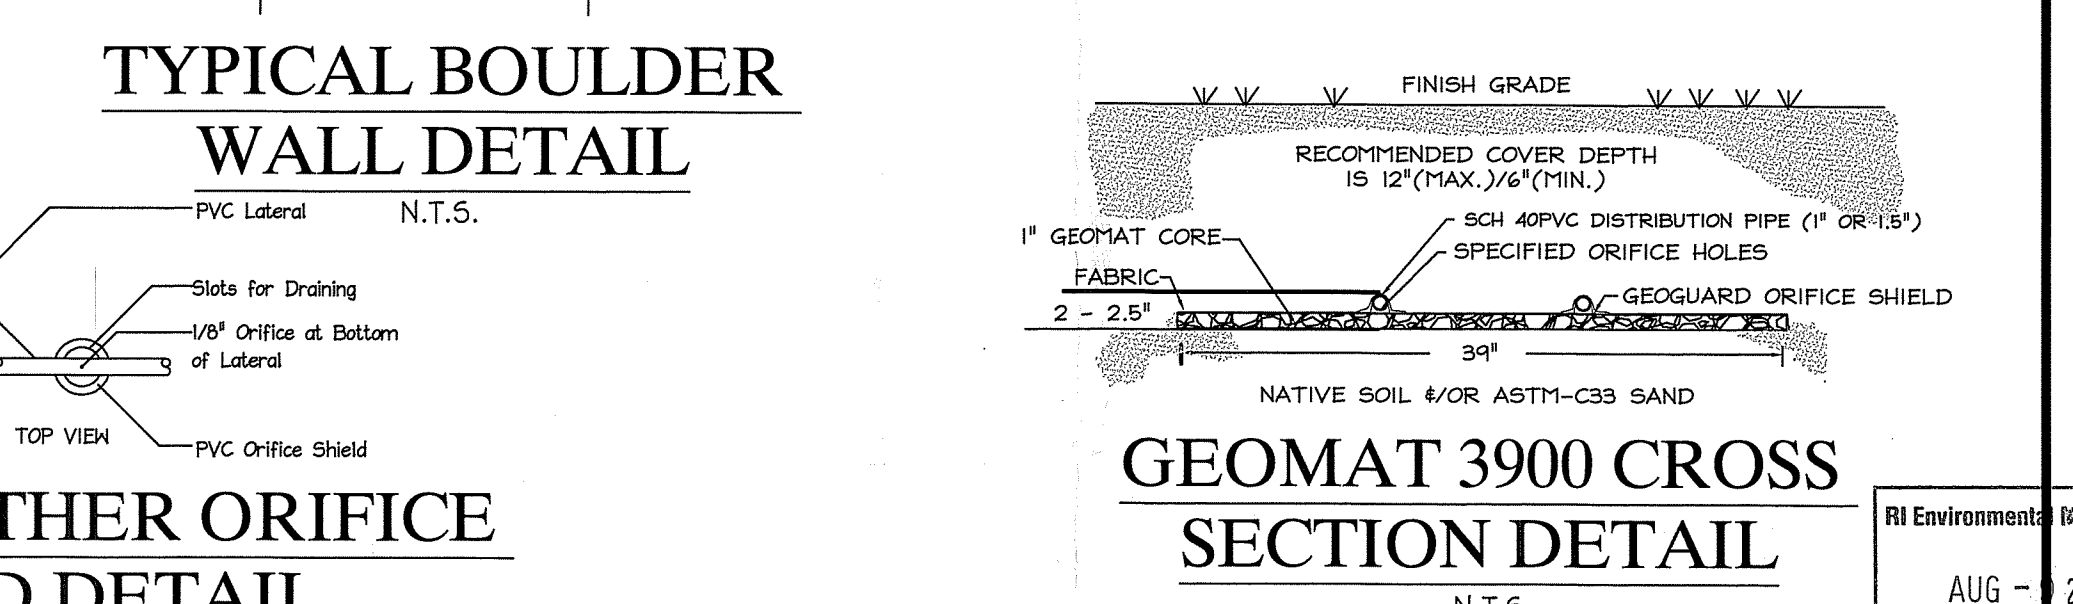 TYPICAL BOULDER
WALL DETAIL
N.T.S.
PVC Lateral
Slots for Draining
1/8" Orifice at Bottom
of Lateral
TOP VIEW
PVC Orifice Shield
THER ORIFICE
D DETAIL
FINISH GRADE
RECOMMENDED COVER DEPTH
IS 12"(MAX.)/6"(MIN.)
SCH 40PVC DISTRIBUTION PIPE (1" OR 1.5")
1" GEOMAT CORE
SPECIFIED ORIFICE HOLES
FABRIC
GEOGUARD ORIFICE SHIELD
2 - 2.5"
39"
NATIVE SOIL &/OR ASTM-C33 SAND
GEOMAT 3900 CROSS
SECTION DETAIL
N.T.S.
RI Environmental
AUG -